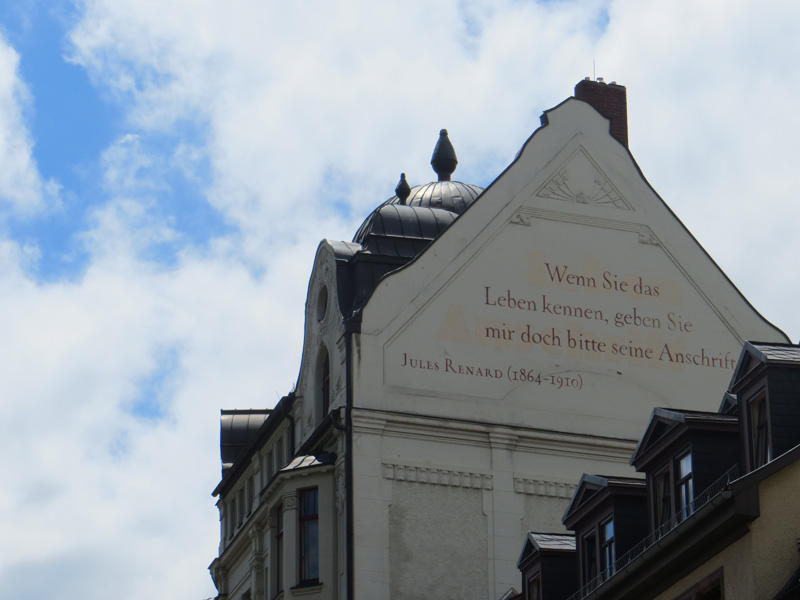 Wenn Sie das
Leben kennen, geben Sie
mir doch bitte seine Anschrift
Jules Renard (1864–1910)